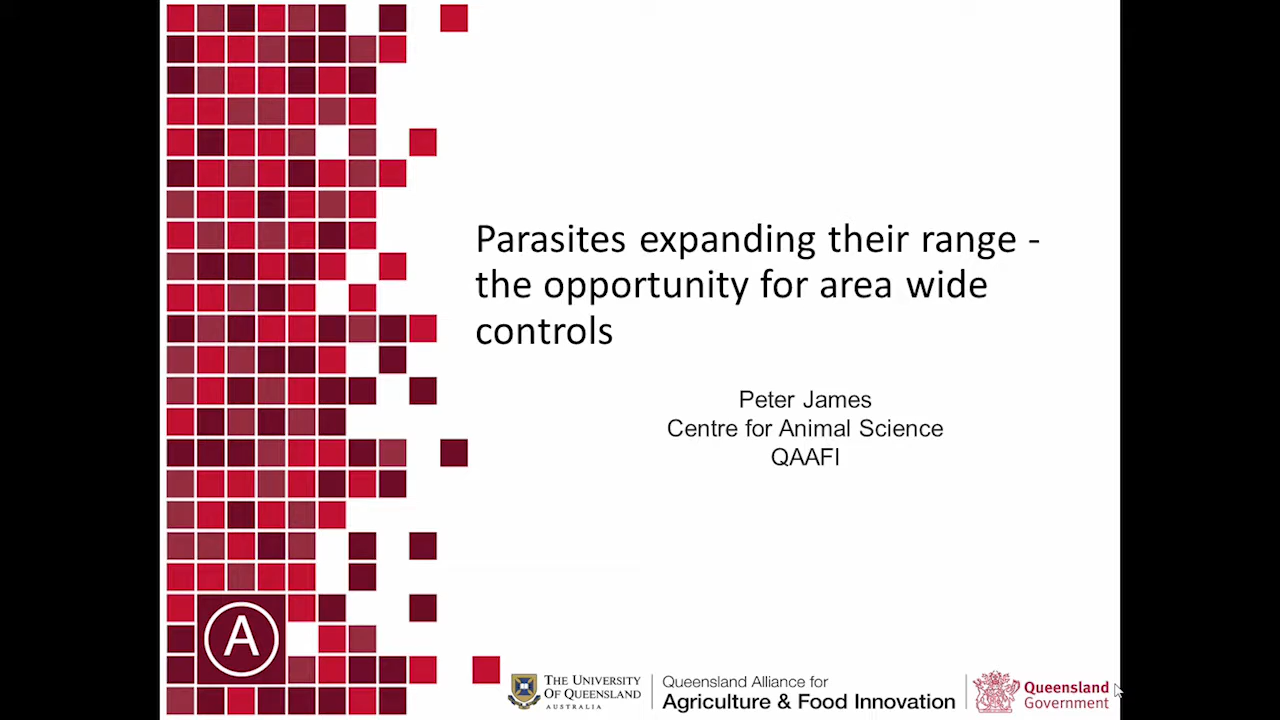 Parasites expanding their range -
the opportunity for area wide
controls
Peter James
Centre for Animal Science
QAAFI
A
THE UNIVERSITY
OF QUEENSLAND
AUSTRALIA
Queensland Alliance for
Agriculture & Food Innovation
Queensland
Government